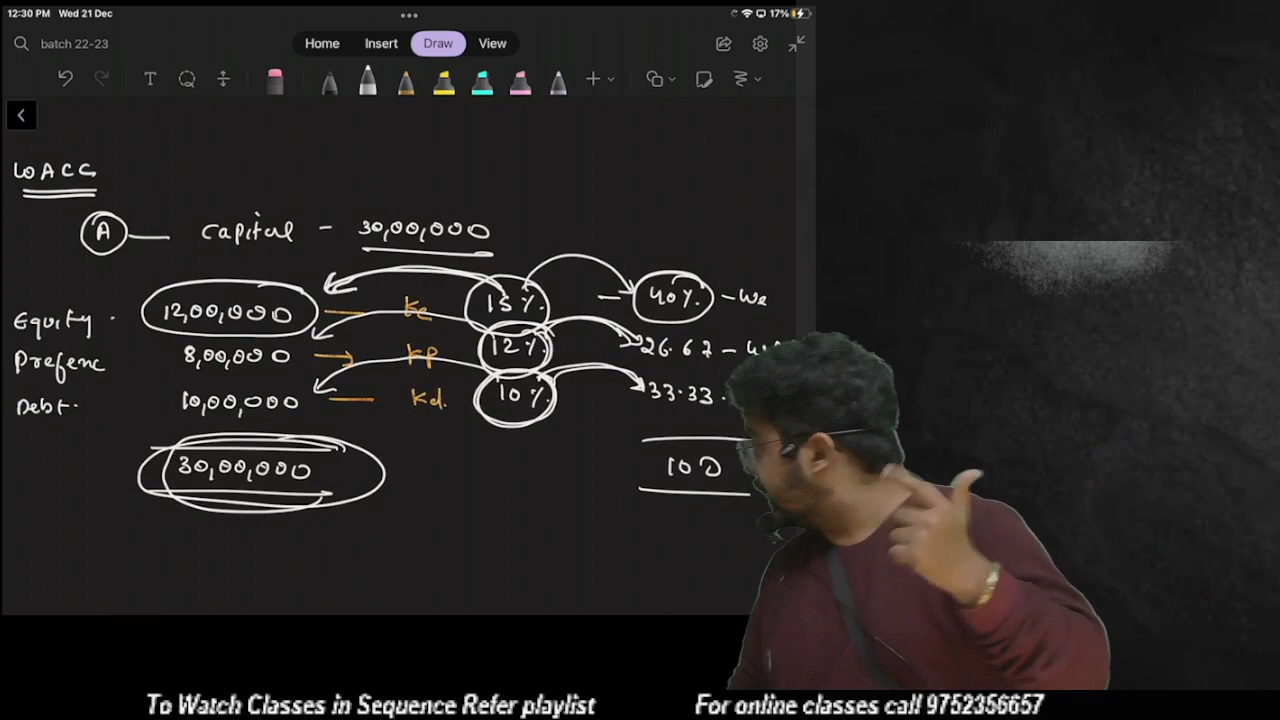 12:30 PM Wed 21 Dec
17%
batch 22-23
Home Insert Draw View
T
WACC
A — Capital - 30,00,000
Equity · 12,00,000 — Ke 15% — 40% - We
Prefenc 8,00,000 → Kp 12% 26.67 -
Debt. 10,00,000 — Kd. 10% 33.33.
30,00,000 100
To Watch Classes in Sequence Refer playlist
For online classes call 9752356657